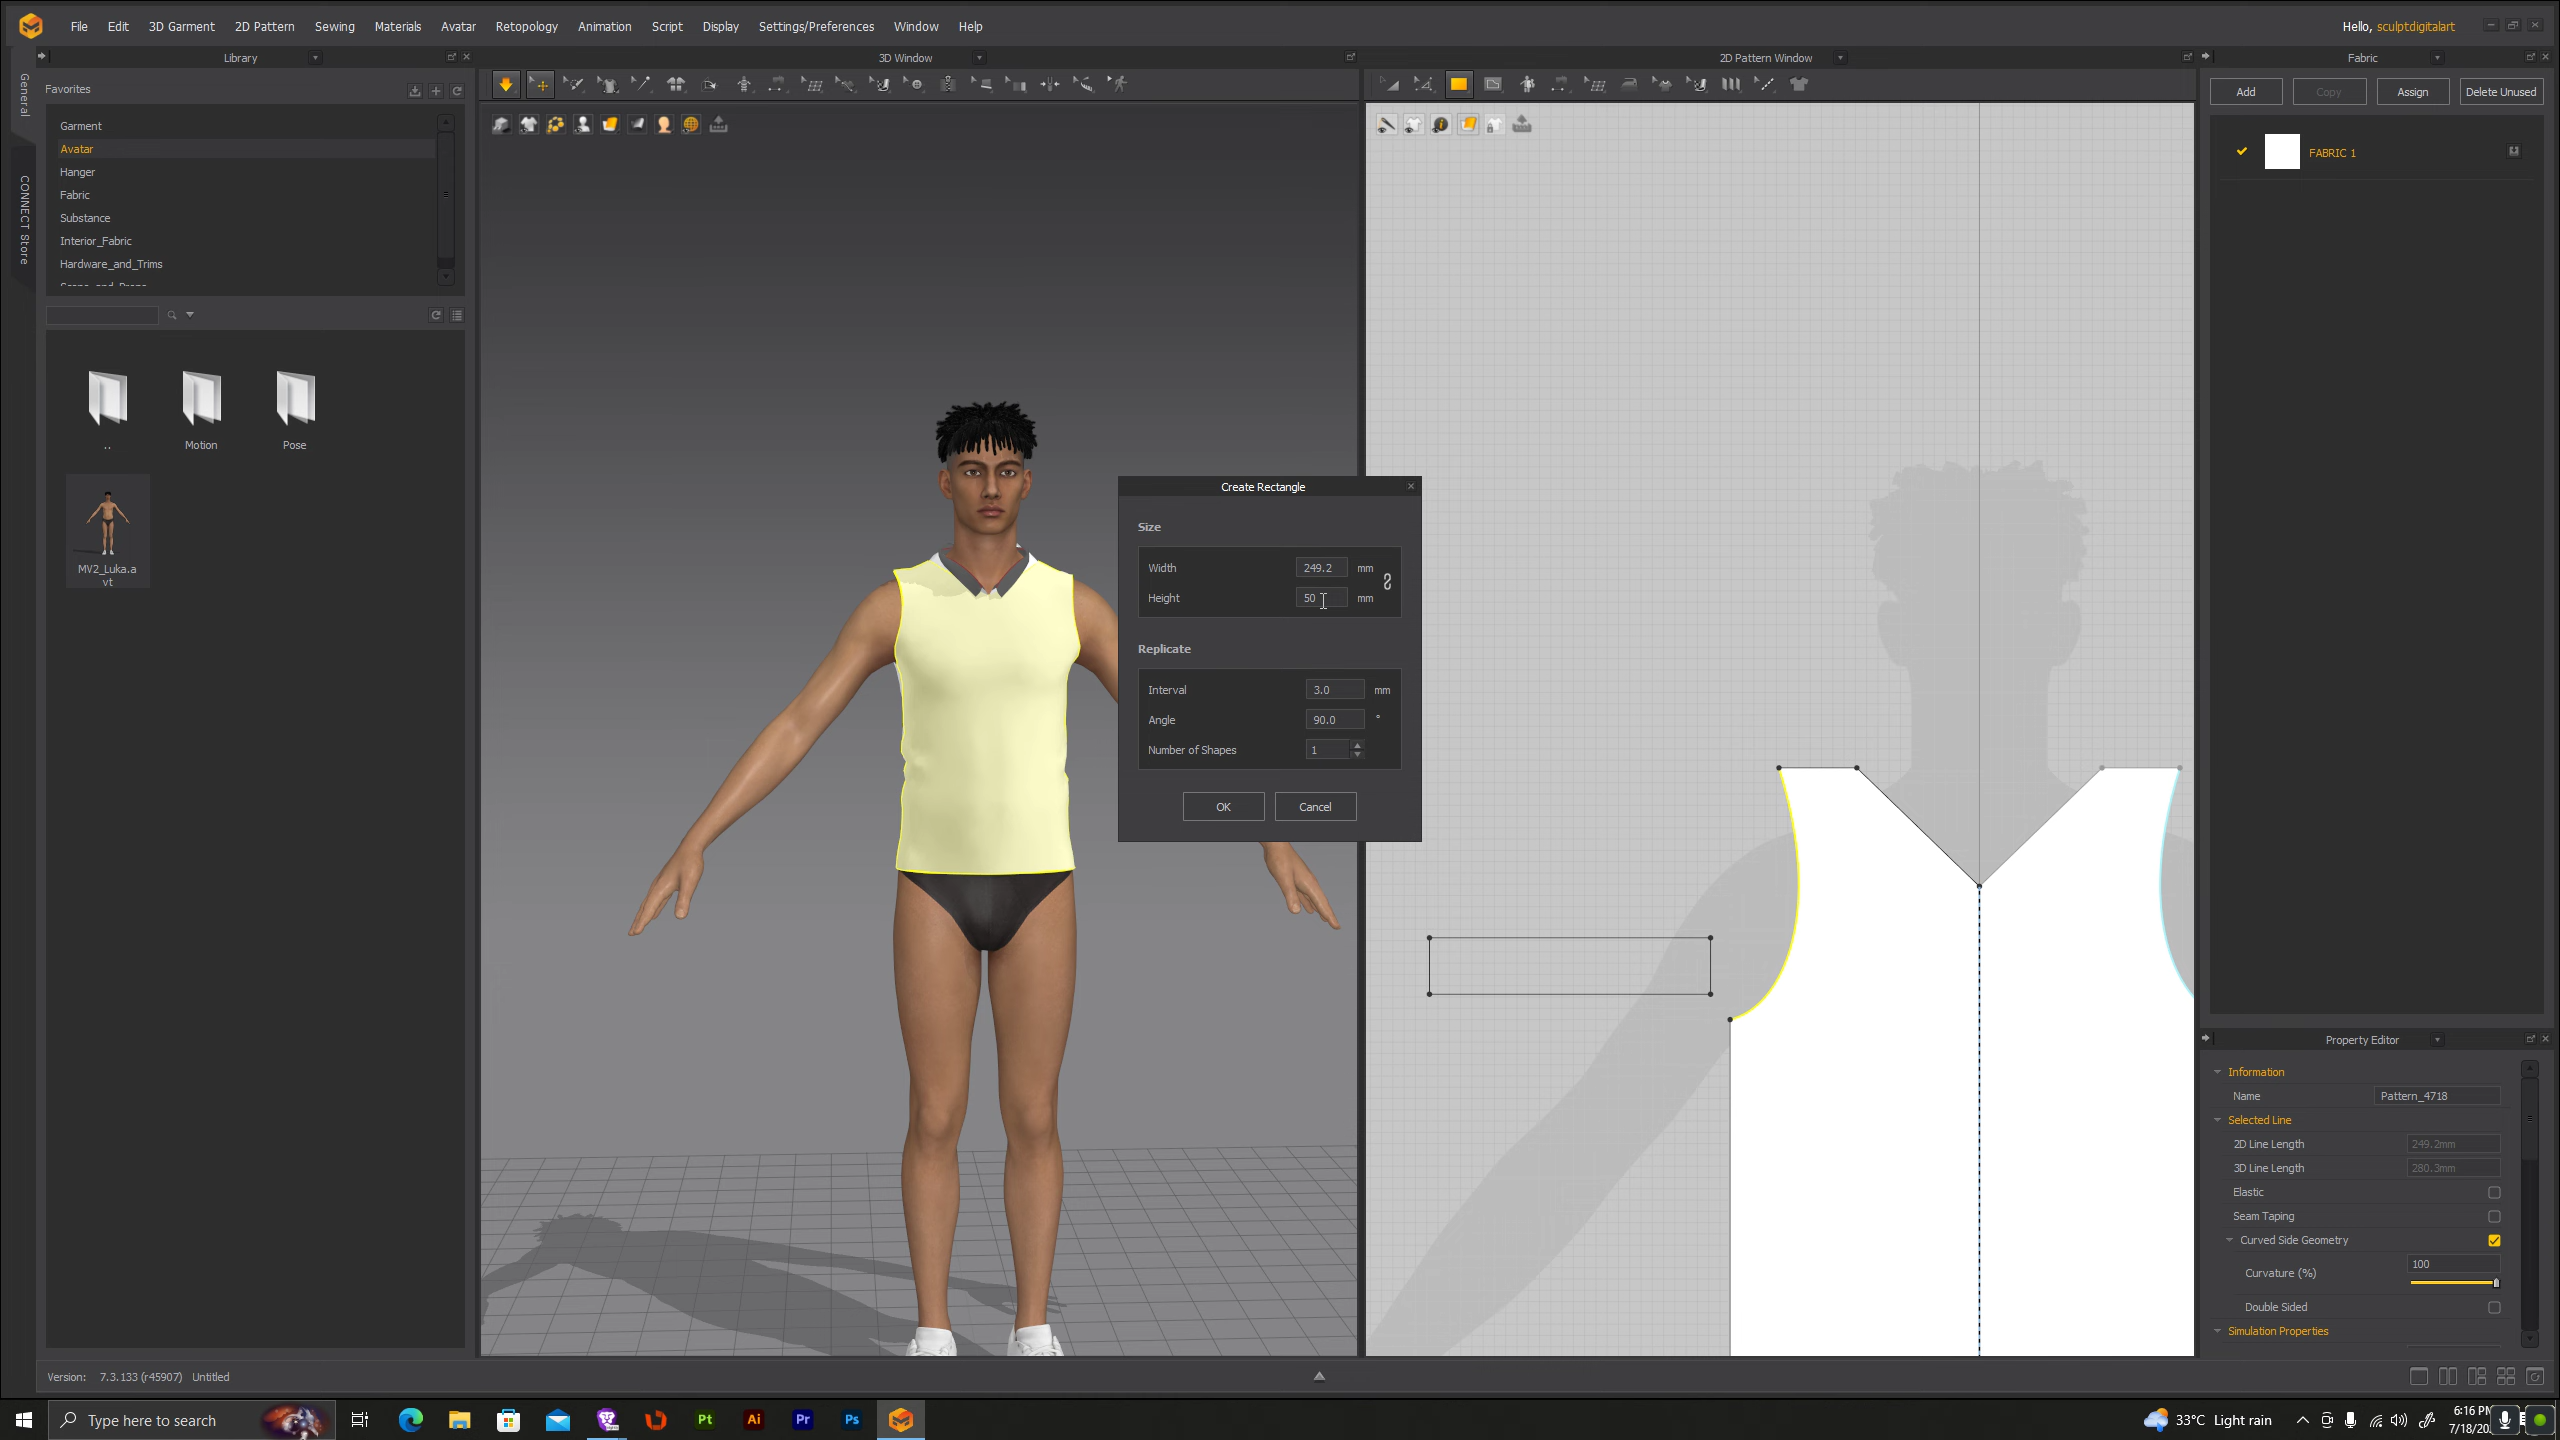 File Edit 3D Garment 2D Pattern Sewing Materials Avatar Retopology Animation Script Display Settings/Preferences Window Help
Hello, sculptdigitalart
Library
3D Window
2D Pattern Window
Fabric
General
CONNECT Store
Favorites
Garment
Avatar
Hanger
Fabric
Substance
Interior_Fabric
Hardware_and_Trims
..
Motion
Pose
MV2_Luka.a
vt
Create Rectangle
Size
Width 249.2 mm
Height 50 mm
Replicate
Interval 3.0 mm
Angle 90.0 °
Number of Shapes 1
OK Cancel
Add Copy Assign Delete Unused
FABRIC 1
Property Editor
Information
Name Pattern_4718
Selected Line
2D Line Length 249.2mm
3D Line Length 280.3mm
Elastic
Seam Taping
Curved Side Geometry
Curvature (%) 100
Double Sided
Simulation Properties
Version: 7.3.133 (r45907) Untitled
Type here to search
Pt Ai Pr Ps
33°C Light rain
6:16 PM